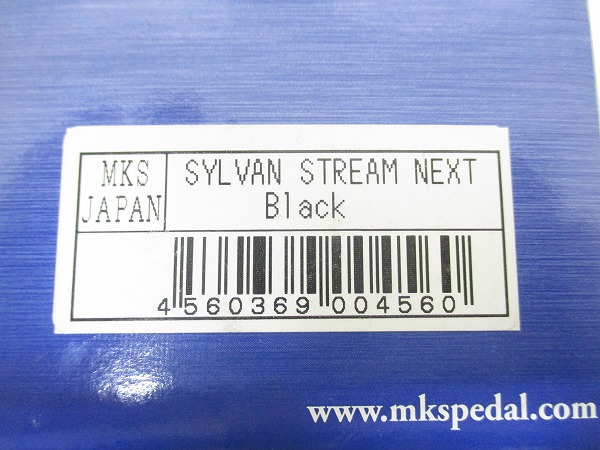 MKS
JAPAN
SYLVAN STREAM NEXT
Black
4 560369 004560
www.mkspedal.com